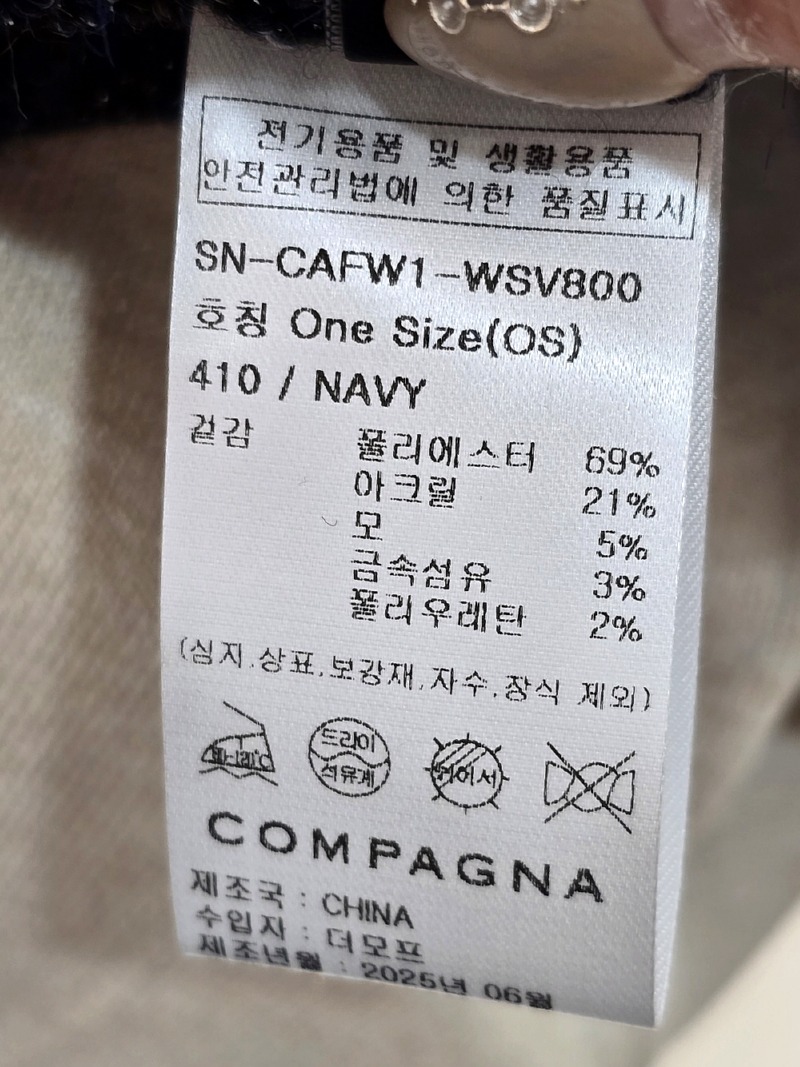 전기용품 및 생활용품
안전관리법에 의한 품질표시
SN-CAFW1-WSV800
호칭 One Size(OS)
410 / NAVY
겉감 폴리에스터 69%
아크릴 21%
모 5%
금속섬유 3%
폴리우레탄 2%
(심지,상표,보강재,자수,장식 제외)
80~120℃ 드라이 석유계 뉘어서
COMPAGNA
제조국 : CHINA
수입자 : 더모프
제조년월 : 2025년 06월